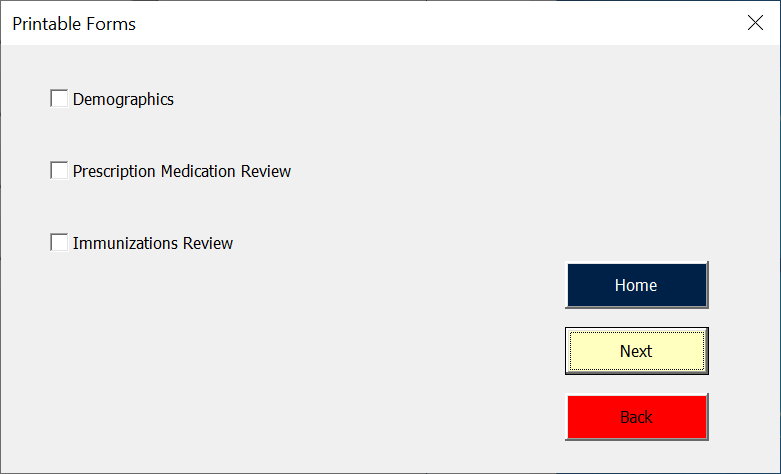 Printable Forms
Demographics
Prescription Medication Review
Immunizations Review
Home
Next
Back